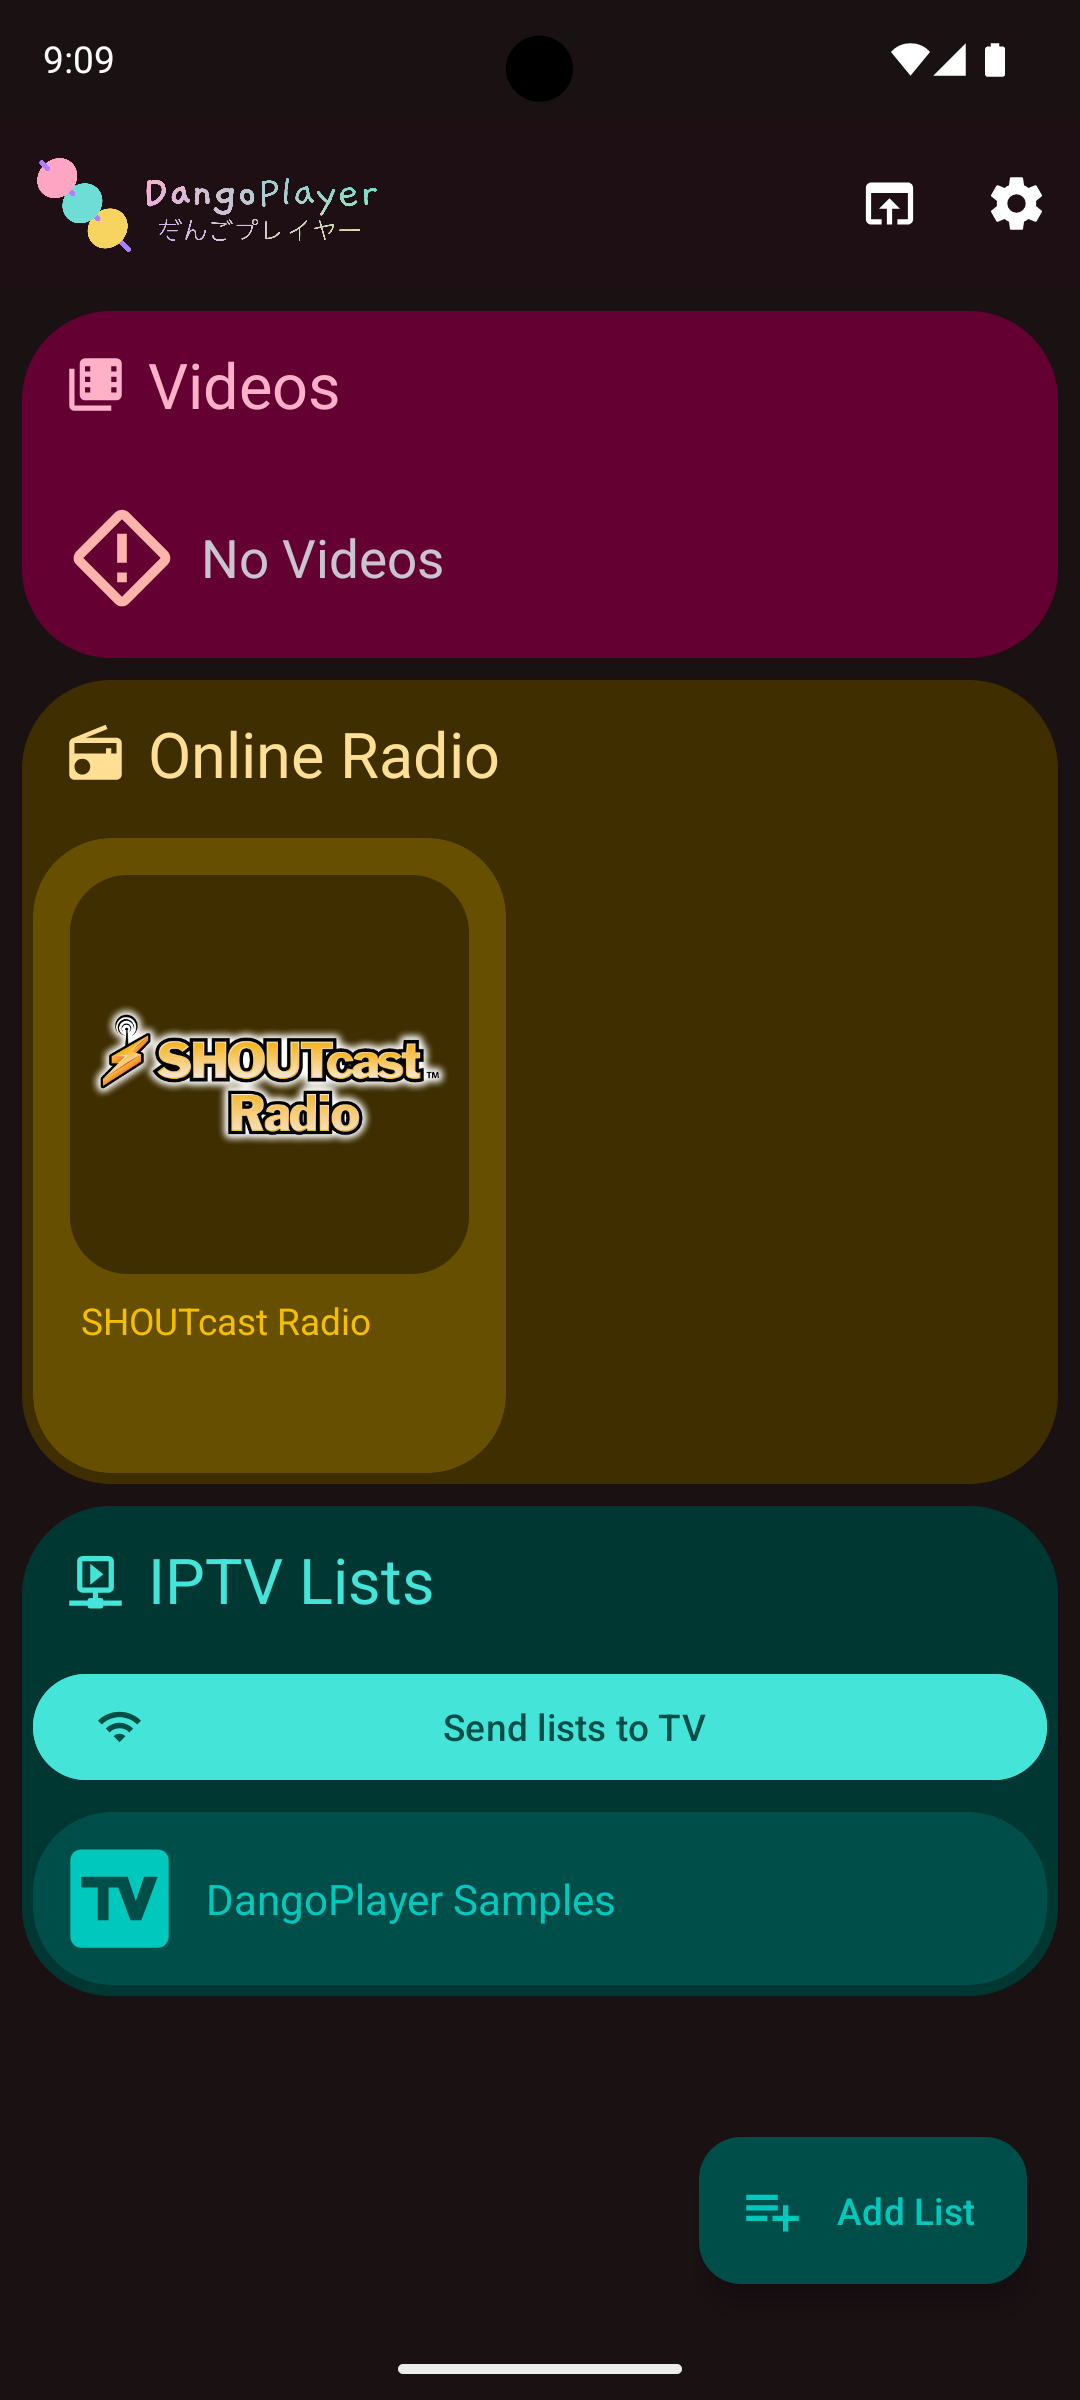 9:09
DangoPlayer
だんごプレイヤー
Videos
No Videos
Online Radio
SHOUTcast™
Radio
SHOUTcast Radio
IPTV Lists
Send lists to TV
TV
DangoPlayer Samples
Add List